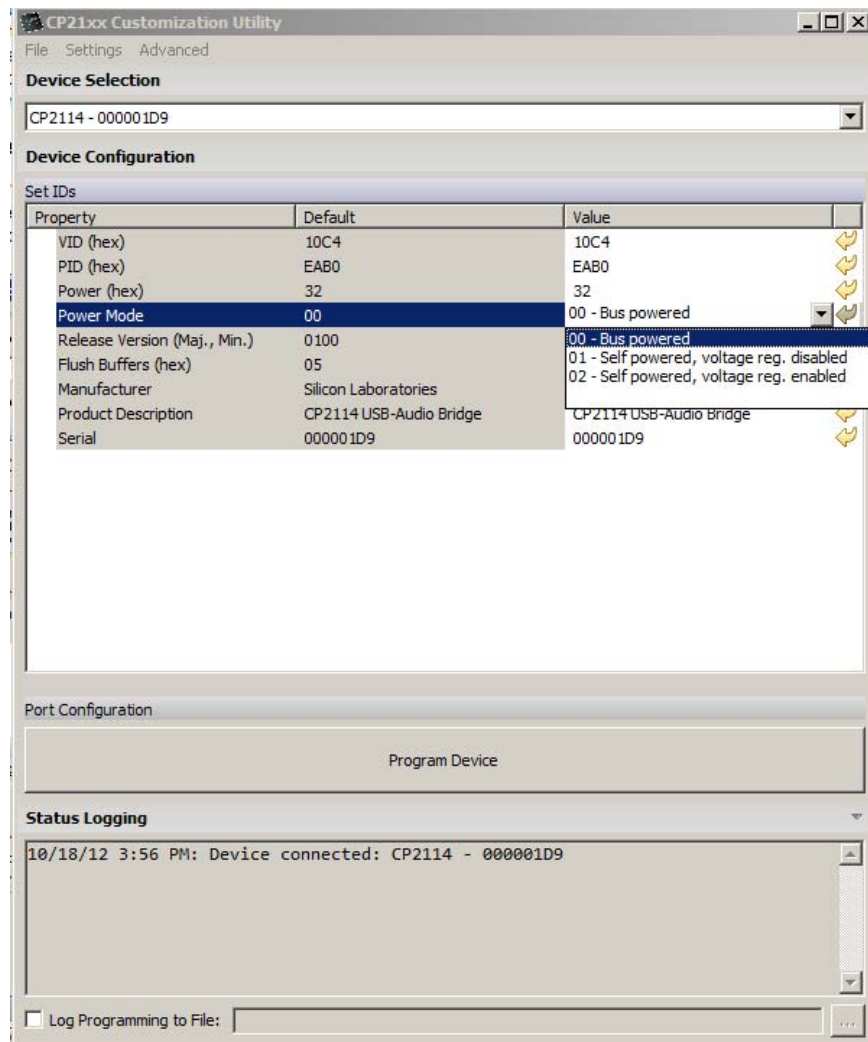 CP21xx Customization Utility
File Settings Advanced
Device Selection
CP2114 - 000001D9
Device Configuration
Set IDs
Property Default Value
VID (hex) 10C4 10C4
PID (hex) EAB0 EAB0
Power (hex) 32 32
Power Mode 00 00 - Bus powered
00 - Bus powered
Release Version (Maj., Min.) 0100
01 - Self powered, voltage reg. disabled
Flush Buffers (hex) 05
02 - Self powered, voltage reg. enabled
Manufacturer Silicon Laboratories
Product Description CP2114 USB-Audio Bridge CP2114 USB-Audio Bridge
Serial 000001D9 000001D9
Port Configuration
Program Device
Status Logging
10/18/12 3:56 PM: Device connected: CP2114 - 000001D9
Log Programming to File:
...